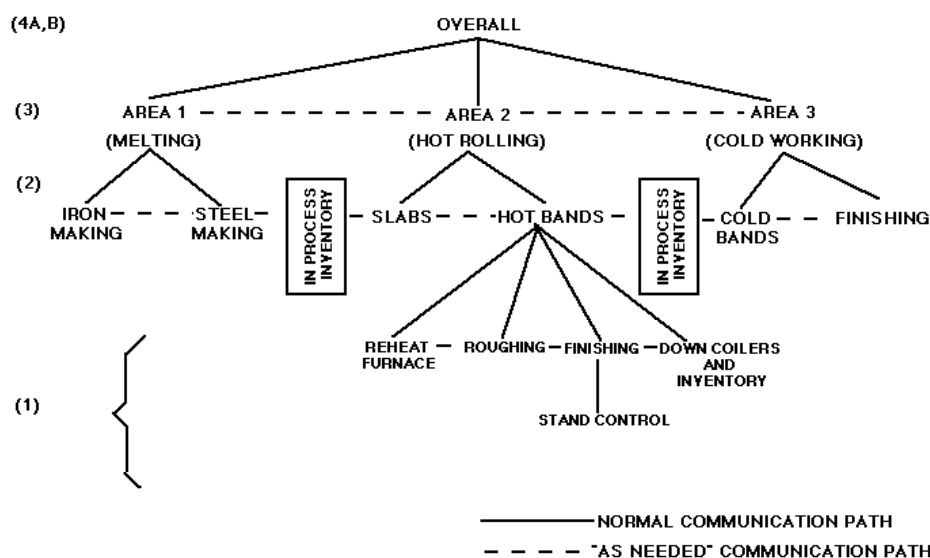 (4A,B)
OVERALL
(3)
AREA 1
AREA 2
AREA 3
(MELTING)
(HOT ROLLING)
(COLD WORKING)
(2)
IRON
MAKING
STEEL
MAKING
IN PROCESS
INVENTORY
SLABS
HOT BANDS
IN PROCESS
INVENTORY
COLD
BANDS
FINISHING
REHEAT
FURNACE
ROUGHING
FINISHING
DOWN COILERS
AND
INVENTORY
(1)
STAND CONTROL
NORMAL COMMUNICATION PATH
"AS NEEDED" COMMUNICATION PATH